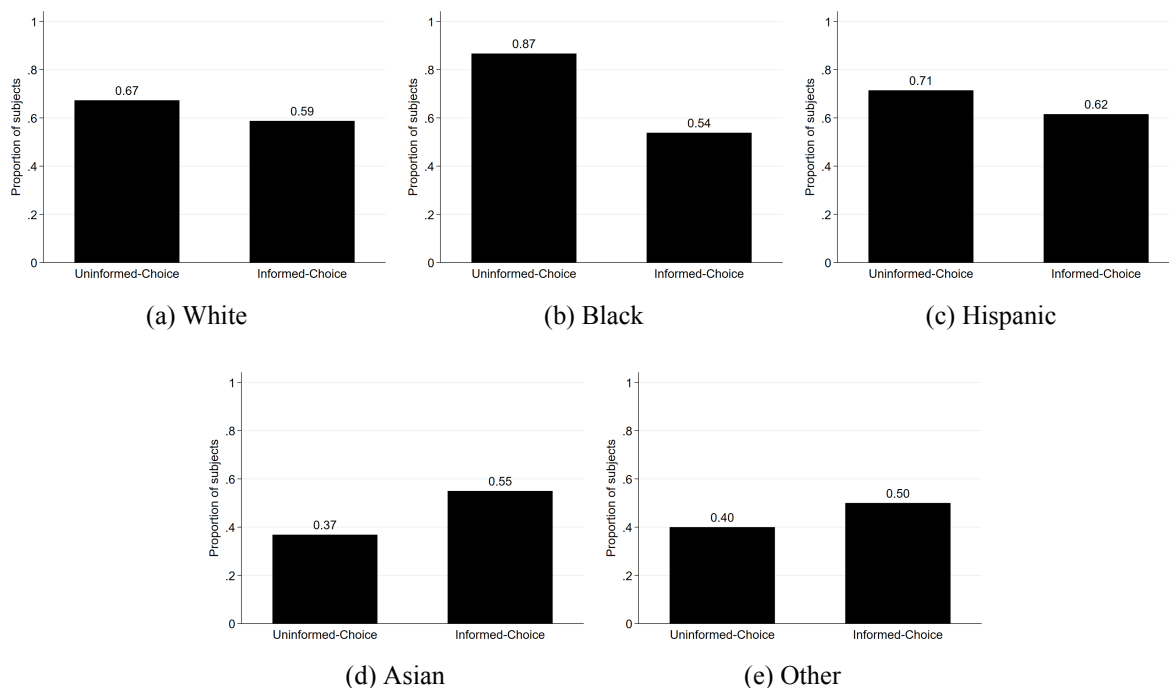 1
.8
.6
.4
.2
0
Proportion of subjects
0.67
0.59
Uninformed-Choice
Informed-Choice
(a) White
1
.8
.6
.4
.2
0
Proportion of subjects
0.87
0.54
Uninformed-Choice
Informed-Choice
(b) Black
1
.8
.6
.4
.2
0
Proportion of subjects
0.71
0.62
Uninformed-Choice
Informed-Choice
(c) Hispanic
1
.8
.6
.4
.2
0
Proportion of subjects
0.37
0.55
Uninformed-Choice
Informed-Choice
(d) Asian
1
.8
.6
.4
.2
0
Proportion of subjects
0.40
0.50
Uninformed-Choice
Informed-Choice
(e) Other